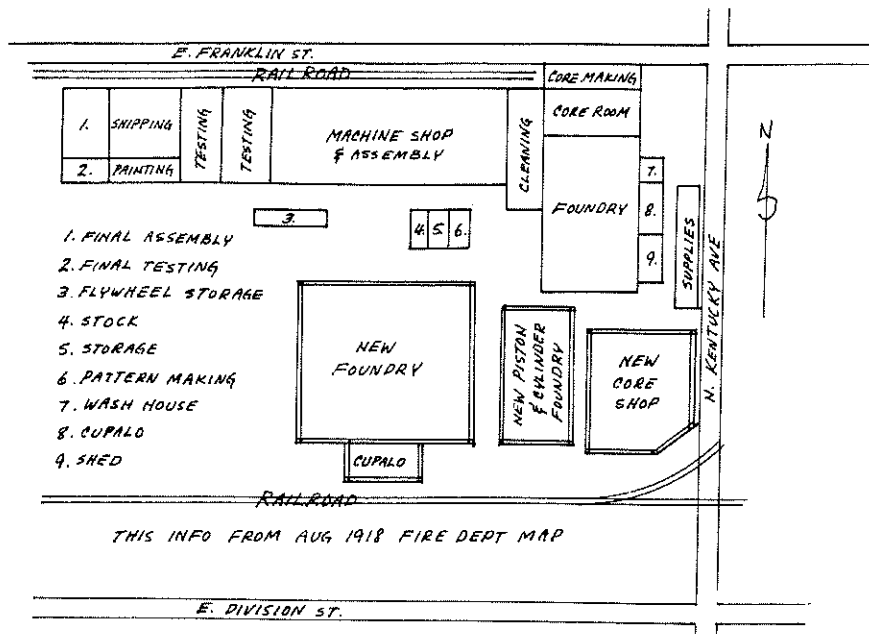 E. FRANKLIN ST.
RAILROAD
CORE MAKING
1.
SHIPPING
TESTING
TESTING
MACHINE SHOP
& ASSEMBLY
CLEANING
CORE ROOM
2.
PAINTING
FOUNDRY
7.
8.
9.
SUPPLIES
N
3.
4.
5.
6.
1. FINAL ASSEMBLY
2. FINAL TESTING
3. FLYWHEEL STORAGE
4. STOCK
5. STORAGE
6. PATTERN MAKING
7. WASH HOUSE
8. CUPALO
9. SHED
NEW
FOUNDRY
CUPALO
NEW PISTON
& CYLINDER
FOUNDRY
NEW
CORE
SHOP
N. KENTUCKY AVE
RAILROAD
THIS INFO FROM AUG 1918 FIRE DEPT MAP
E. DIVISION ST.